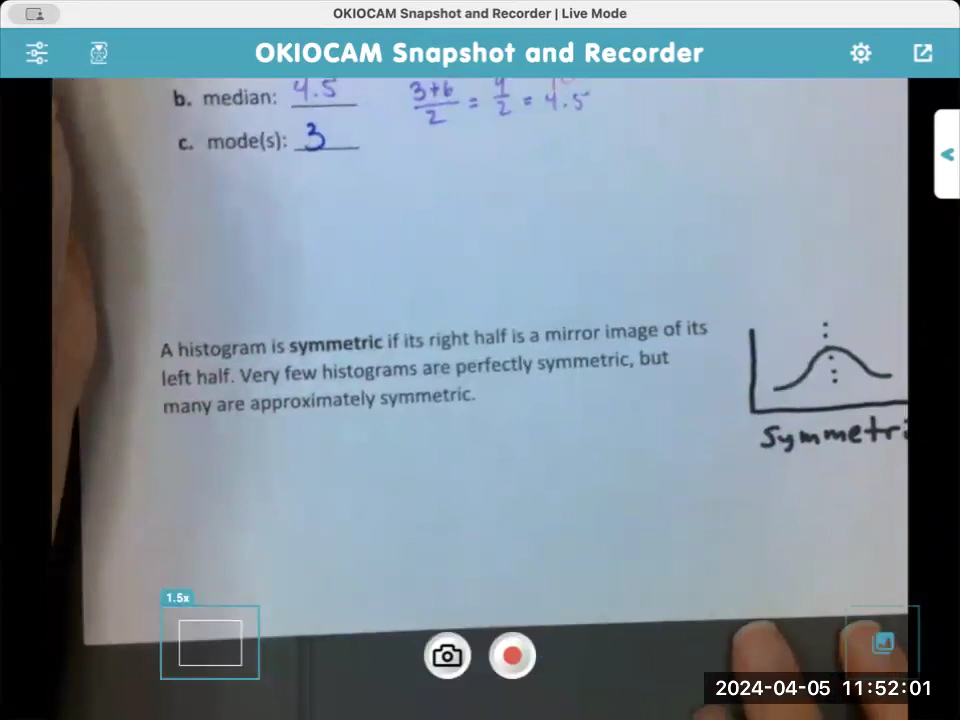 OKIOCAM Snapshot and Recorder | Live Mode
OKIOCAM Snapshot and Recorder
b. median: 4.5
3+6/2 = 9/2 = 4.5
c. mode(s): 3
A histogram is symmetric if its right half is a mirror image of its
left half. Very few histograms are perfectly symmetric, but
many are approximately symmetric.
Symmetri
1.5x
2024-04-05 11:52:01